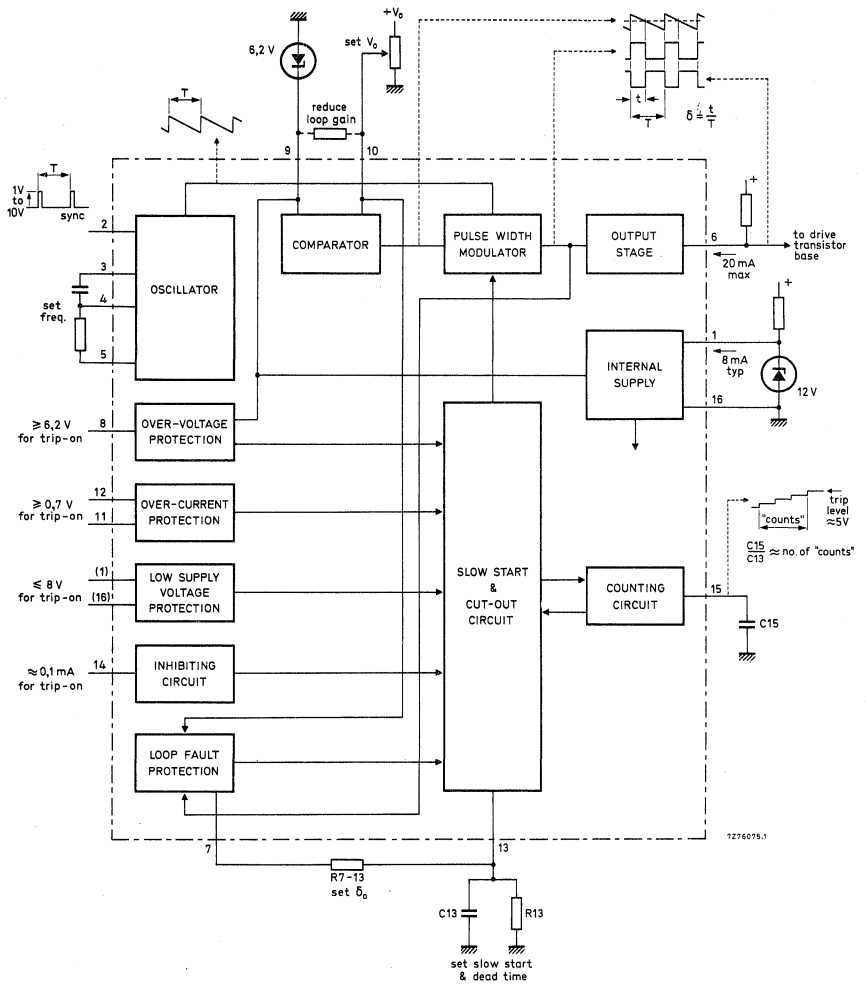 +V₀
set V₀
6,2 V
T
reduce
loop gain
t
T
δ = t/T
9
10
T
1V
to
10V
sync
2
3
4
5
set
freq.
OSCILLATOR
COMPARATOR
PULSE WIDTH
MODULATOR
OUTPUT
STAGE
6
+
20 mA
max
to drive
transistor
base
+
INTERNAL
SUPPLY
1
8 mA
typ
16
12 V
≥ 6,2 V
for trip-on
8
OVER-VOLTAGE
PROTECTION
≥ 0,7 V
for trip-on
12
11
OVER-CURRENT
PROTECTION
≤ 8 V
for trip-on
(1)
(16)
LOW SUPPLY
VOLTAGE
PROTECTION
≈ 0,1 mA
for trip-on
14
INHIBITING
CIRCUIT
LOOP FAULT
PROTECTION
SLOW START
&
CUT-OUT
CIRCUIT
COUNTING
CIRCUIT
15
C15
trip
level
≈5V
"counts"
C15/C13 ≈ no. of "counts"
7Z76075.1
7
13
R7-13
set δ₀
C13
R13
set slow start
& dead time